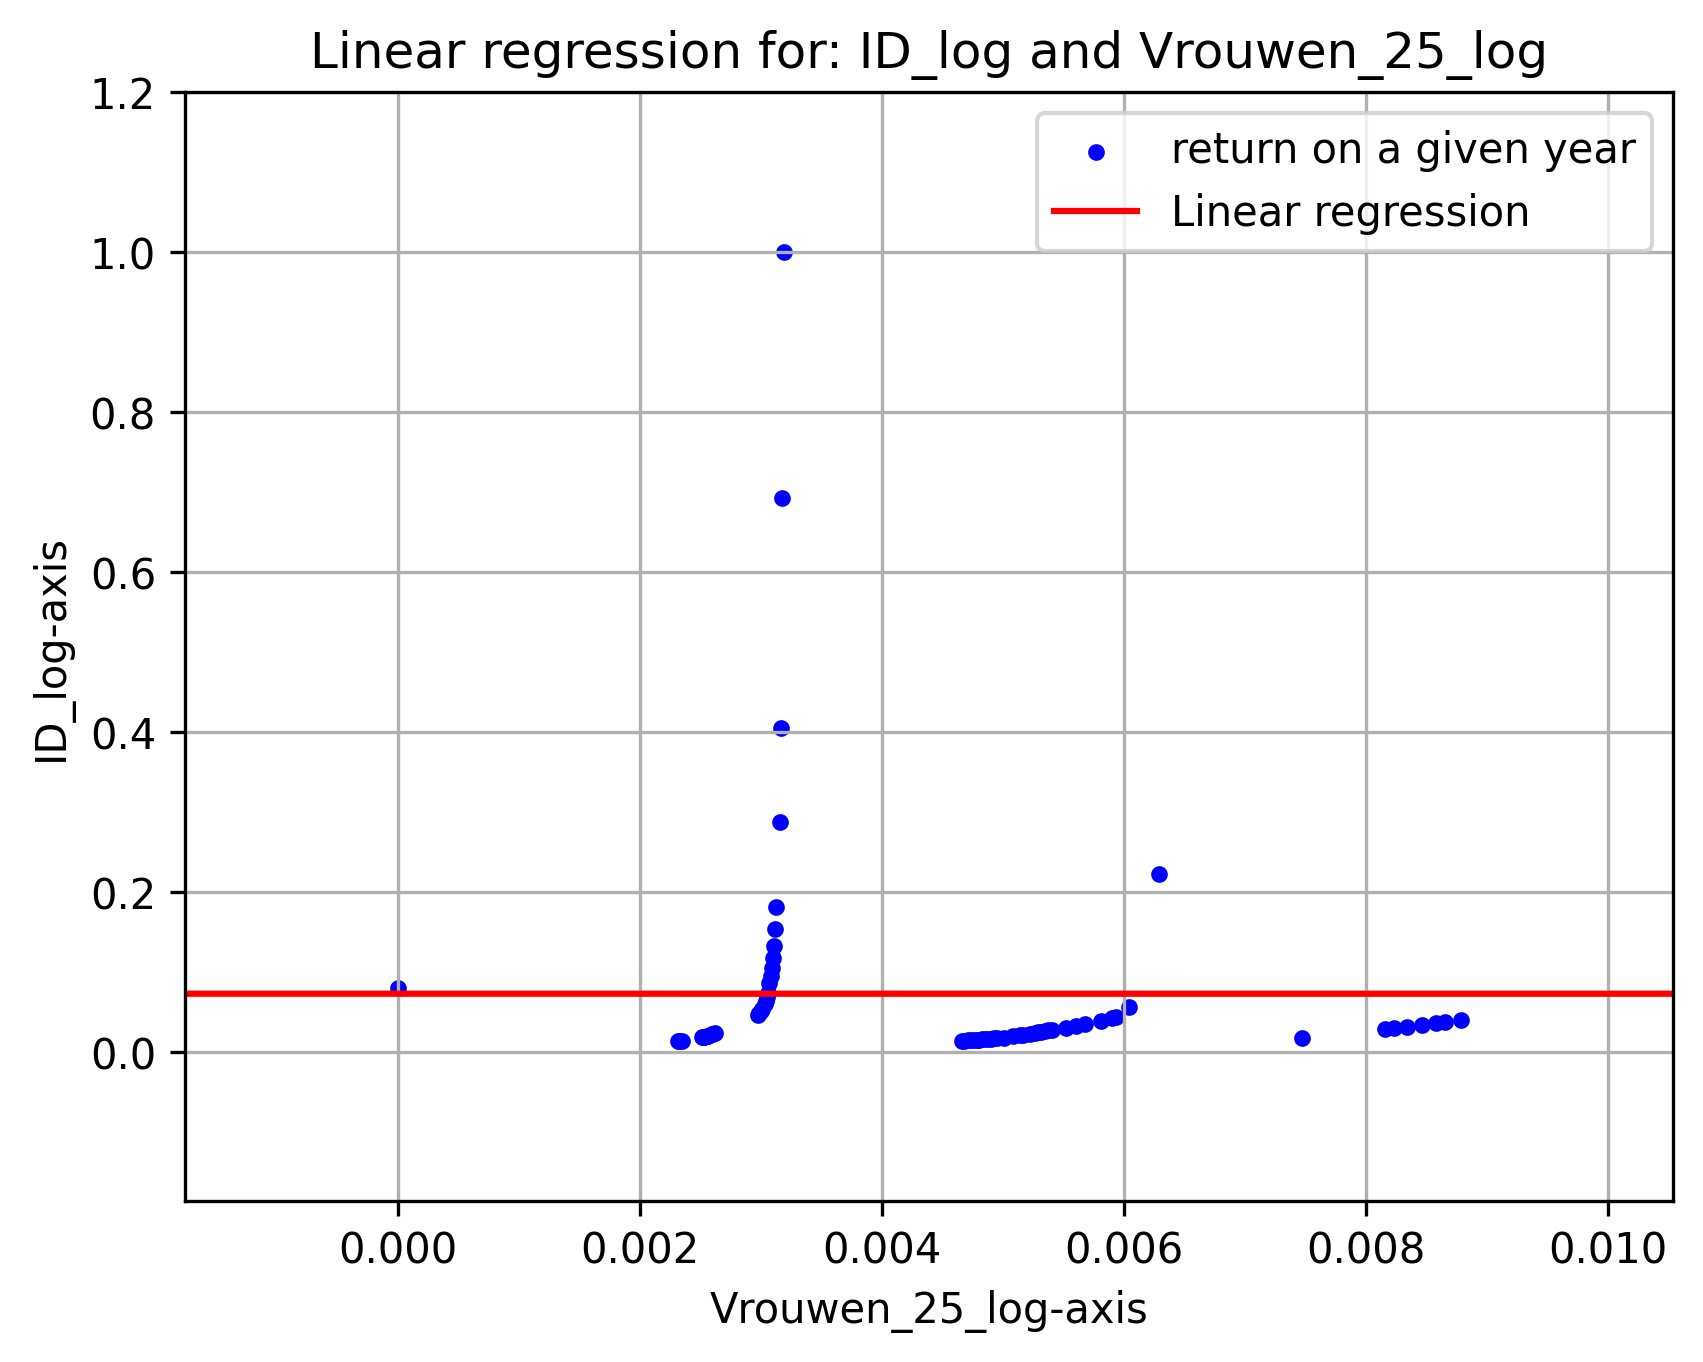 Linear regression for: ID_log and Vrouwen_25_log
return on a given year
Linear regression
1.2
1.0
0.8
0.6
0.4
0.2
0.0
ID_log-axis
0.000 0.002 0.004 0.006 0.008 0.010
Vrouwen_25_log-axis